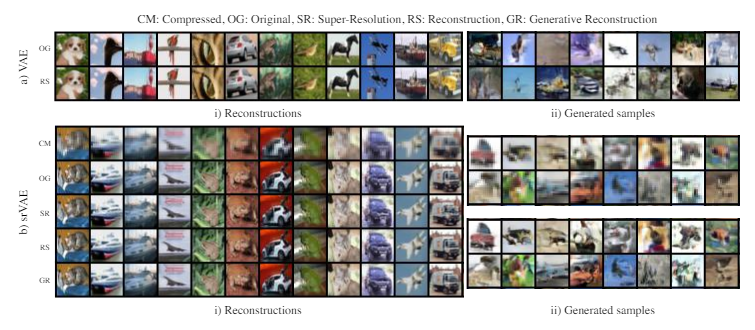 CM: Compressed, OG: Original, SR: Super-Resolution, RS: Reconstruction, GR: Generative Reconstruction
a) VAE
OG
RS
i) Reconstructions
ii) Generated samples
b) srVAE
CM
OG
SR
RS
GR
i) Reconstructions
ii) Generated samples